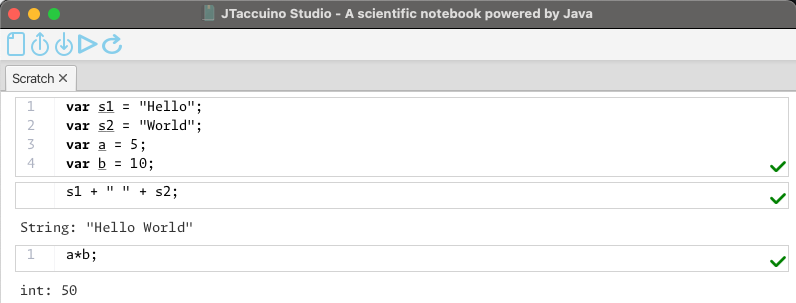 JTaccuino Studio - A scientific notebook powered by Java
Scratch
1 var s1 = "Hello";
2 var s2 = "World";
3 var a = 5;
4 var b = 10;
s1 + " " + s2;
String: "Hello World"
1 a*b;
int: 50